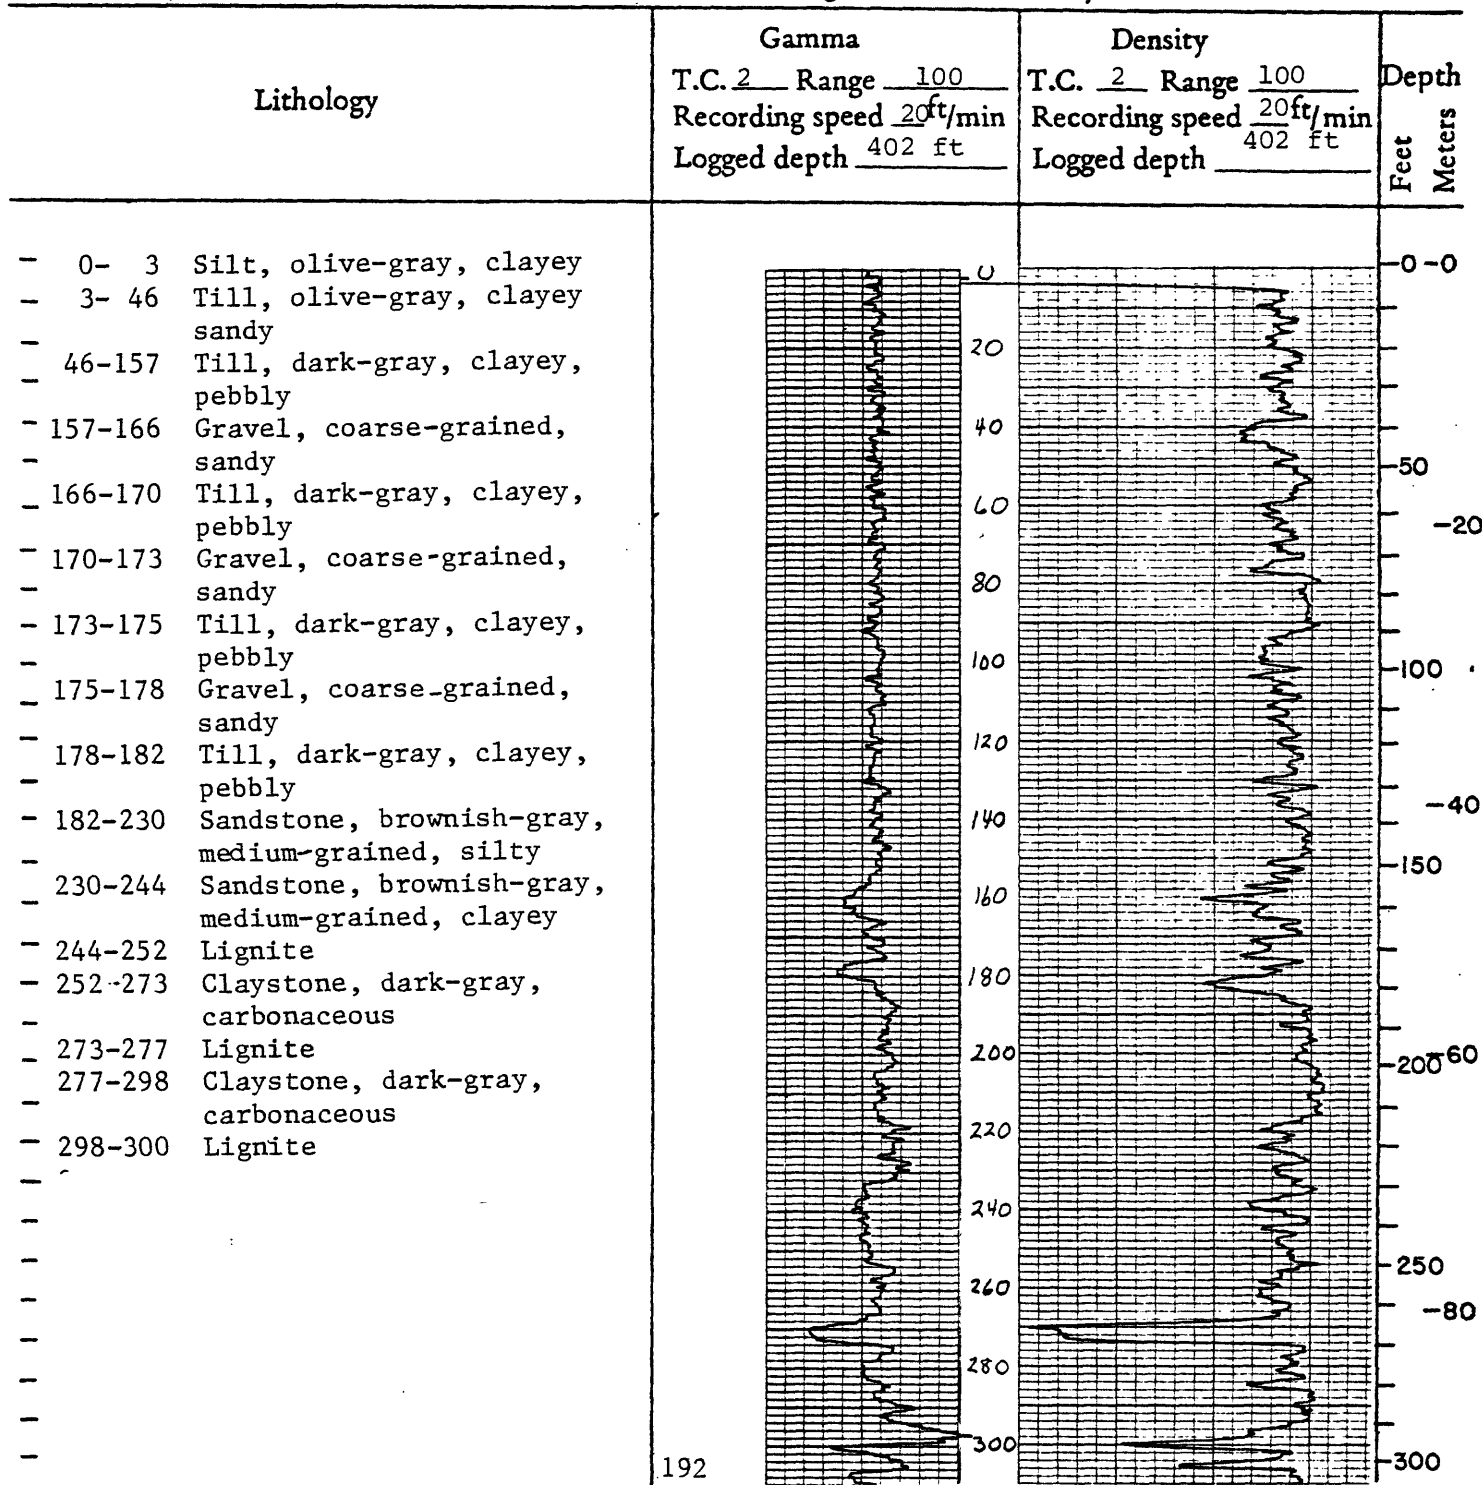 Lithology
Gamma
T.C. 2 Range 100
Recording speed 20ft/min
Logged depth 402 ft
Density
T.C. 2 Range 100
Recording speed 20ft/min
Logged depth 402 ft
Depth
Feet
Meters
0- 3 Silt, olive-gray, clayey
3- 46 Till, olive-gray, clayey
sandy
46-157 Till, dark-gray, clayey,
pebbly
157-166 Gravel, coarse-grained,
sandy
166-170 Till, dark-gray, clayey,
pebbly
170-173 Gravel, coarse-grained,
sandy
173-175 Till, dark-gray, clayey,
pebbly
175-178 Gravel, coarse-grained,
sandy
178-182 Till, dark-gray, clayey,
pebbly
182-230 Sandstone, brownish-gray,
medium-grained, silty
230-244 Sandstone, brownish-gray,
medium-grained, clayey
244-252 Lignite
252-273 Claystone, dark-gray,
carbonaceous
273-277 Lignite
277-298 Claystone, dark-gray,
carbonaceous
298-300 Lignite
0
20
40
60
80
100
120
140
160
180
200
220
240
260
280
300
0
50
100
150
200
250
300
0
20
40
60
80
192